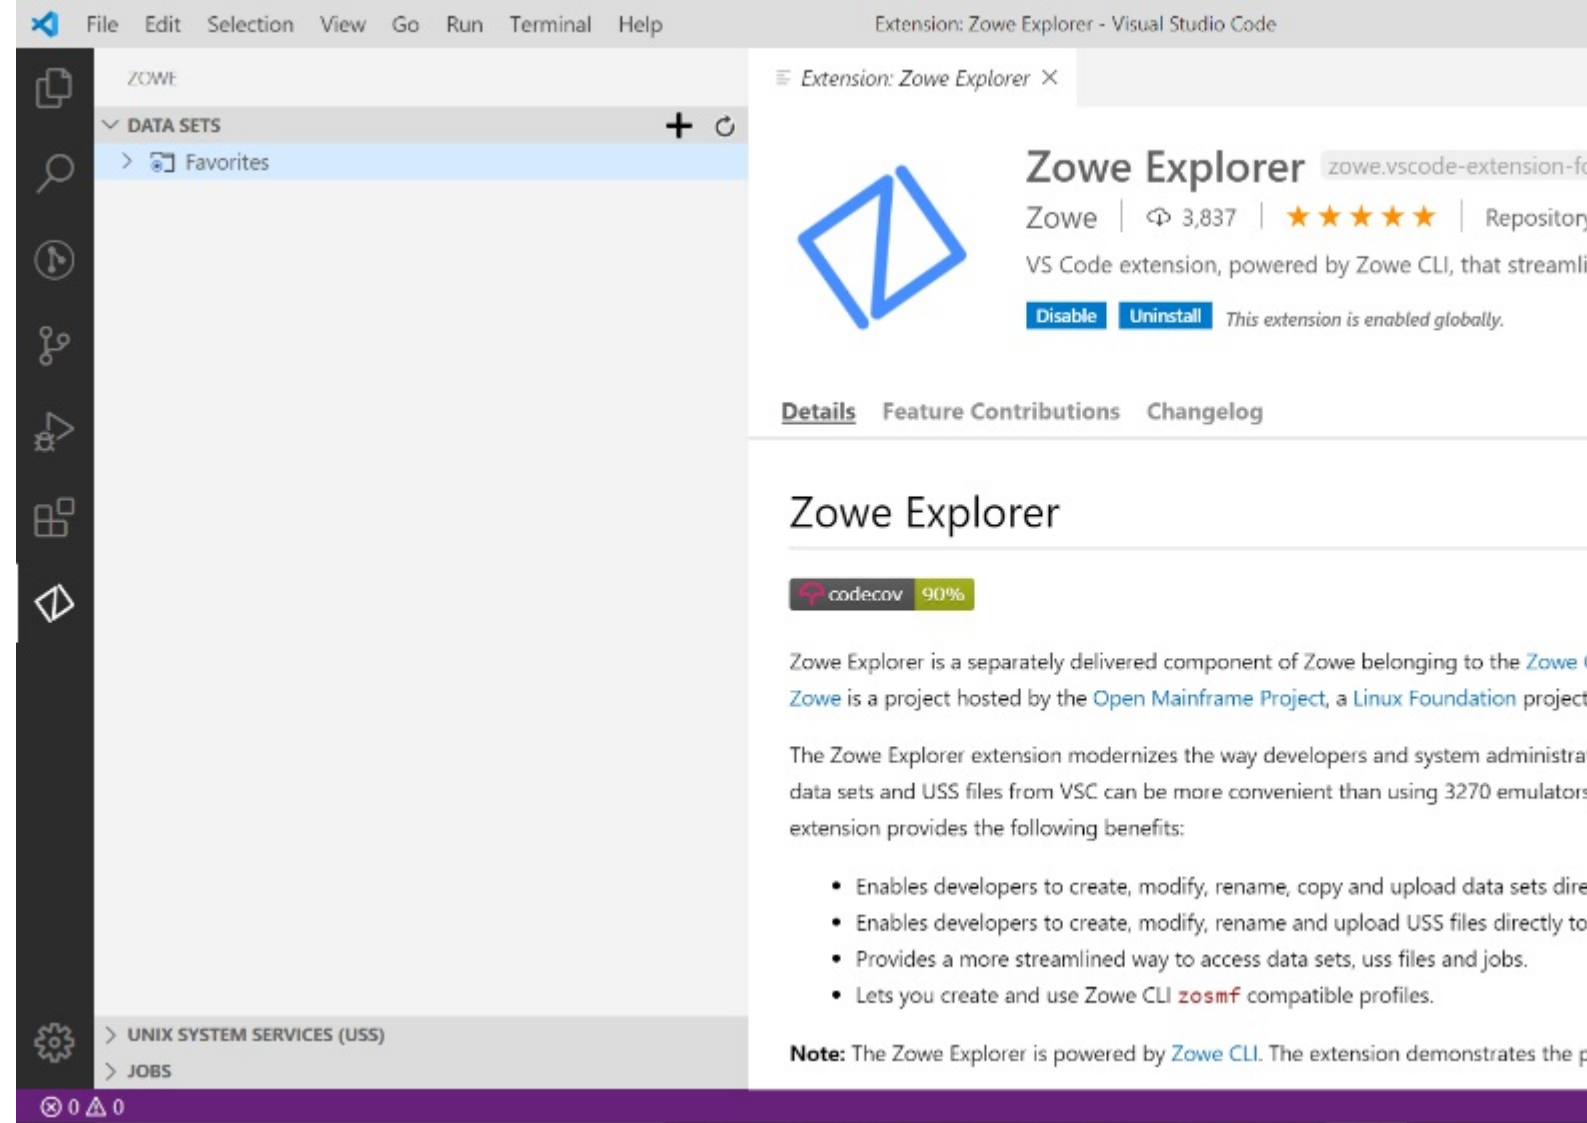 File Edit Selection View Go Run Terminal Help Extension: Zowe Explorer - Visual Studio Code
ZOWE
Extension: Zowe Explorer
DATA SETS
Favorites
Zowe Explorer zowe.vscode-extension-fo
Zowe 3,837 Repository
VS Code extension, powered by Zowe CLI, that streamli
Disable Uninstall This extension is enabled globally.
Details Feature Contributions Changelog
Zowe Explorer
codecov 90%
Zowe Explorer is a separately delivered component of Zowe belonging to the Zowe
Zowe is a project hosted by the Open Mainframe Project, a Linux Foundation project
The Zowe Explorer extension modernizes the way developers and system administra
data sets and USS files from VSC can be more convenient than using 3270 emulators
extension provides the following benefits:
• Enables developers to create, modify, rename, copy and upload data sets dire
• Enables developers to create, modify, rename and upload USS files directly to
• Provides a more streamlined way to access data sets, uss files and jobs.
• Lets you create and use Zowe CLI zosmf compatible profiles.
Note: The Zowe Explorer is powered by Zowe CLI. The extension demonstrates the p
UNIX SYSTEM SERVICES (USS)
JOBS
0 0